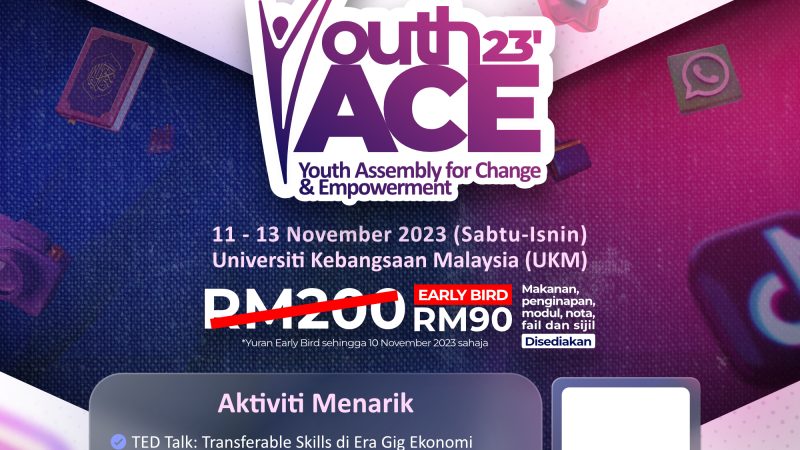 Youth 23'
ACE
Youth Assembly for Change
& Empowerment
11 - 13 November 2023 (Sabtu-Isnin)
Universiti Kebangsaan Malaysia (UKM)
RM200
EARLY BIRD
RM90
Makanan,
penginapan,
modul, nota,
fail dan sijil
Disediakan
*Yuran Early Bird sehingga 10 November 2023 sahaja
Aktiviti Menarik
TED Talk: Transferable Skills di Era Gig Ekonomi